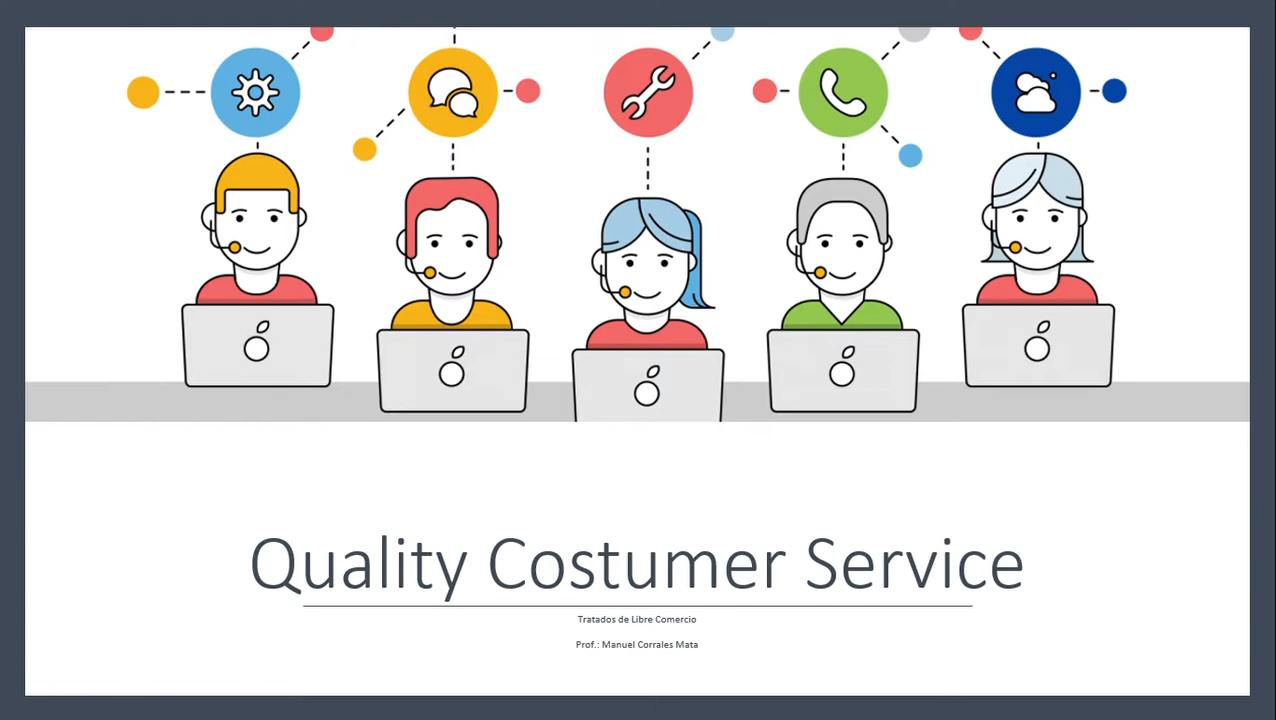 Quality Costumer Service
Tratados de Libre Comercio
Prof.: Manuel Corrales Mata